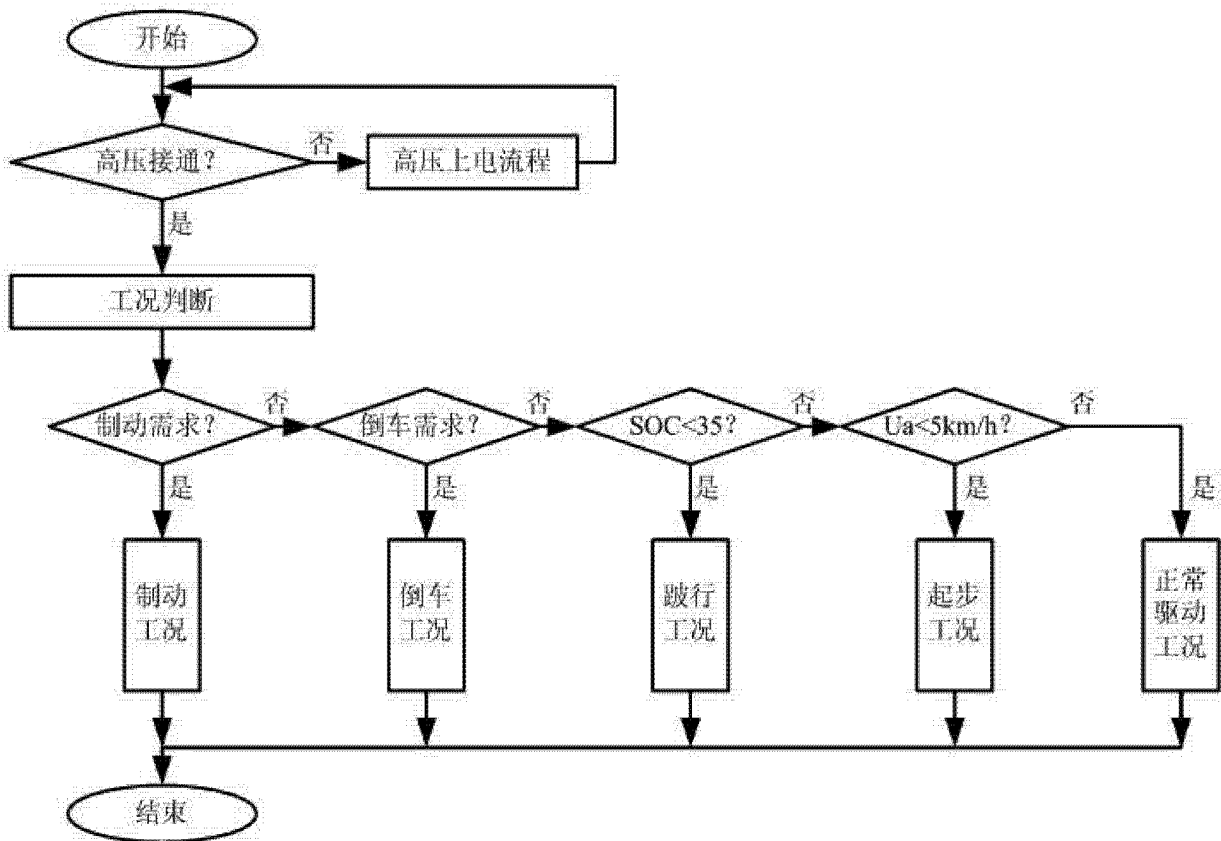 开始
高压接通?
否
高压上电流程
是
工况判断
制动需求?
否
倒车需求?
否
SOC<35?
否
Ua<5km/h?
否
是
是
是
是
是
制动
工况
倒车
工况
跛行
工况
起步
工况
正常
驱动
工况
结束